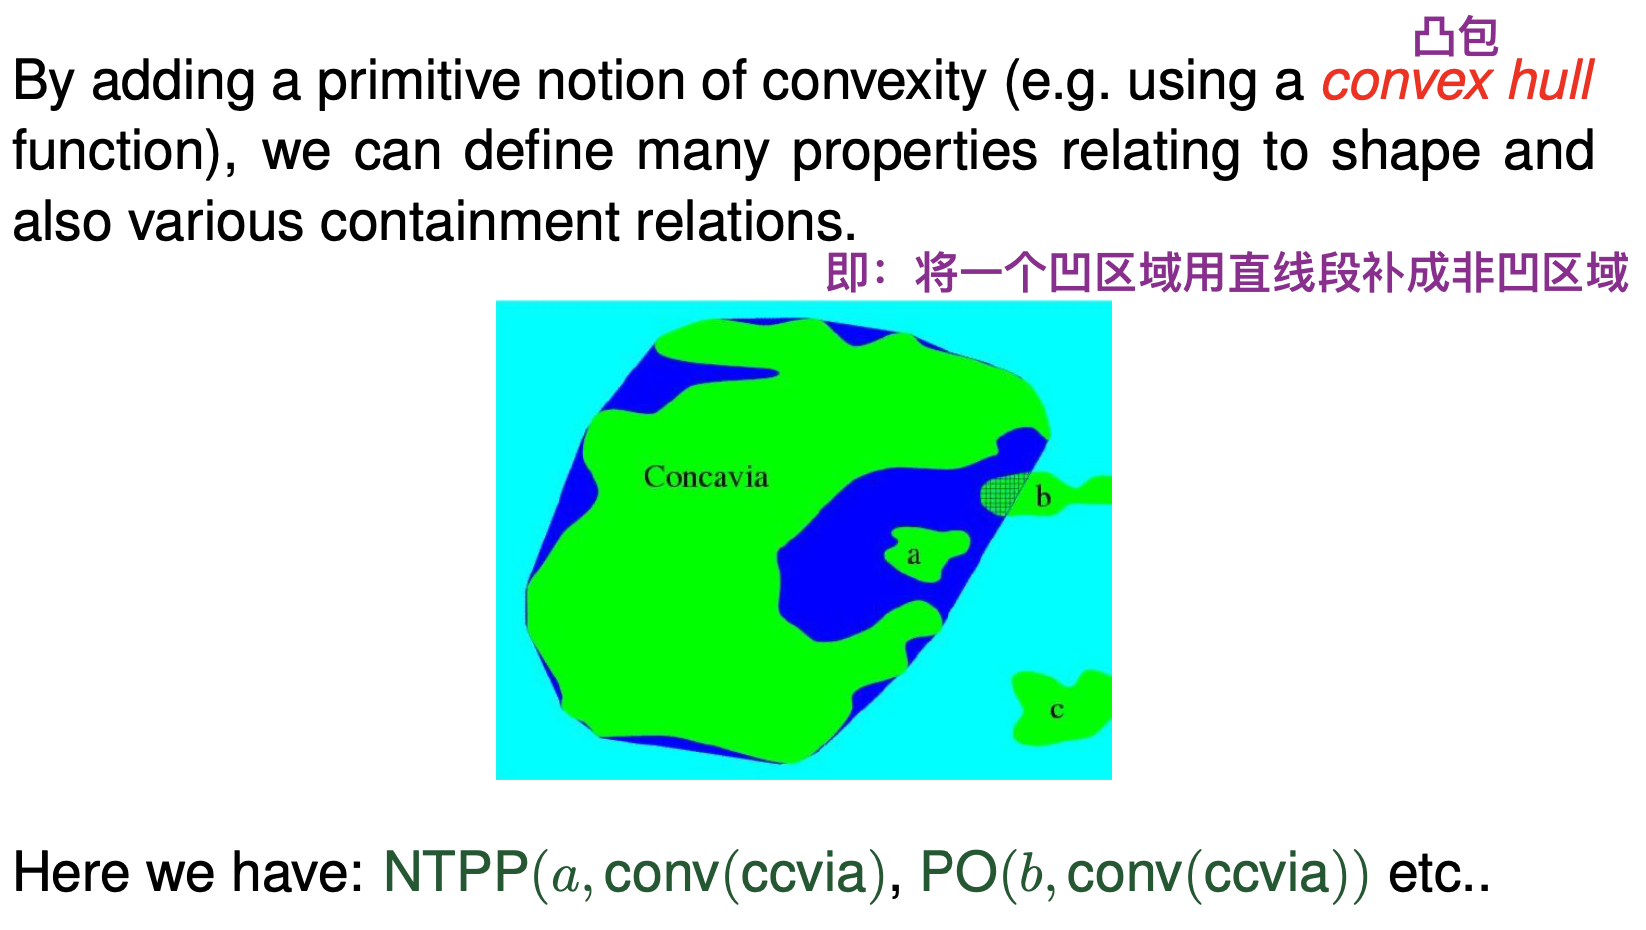 凸包
By adding a primitive notion of convexity (e.g. using a convex hull
function), we can define many properties relating to shape and
also various containment relations.
即：将一个凹区域用直线段补成非凹区域
Concavia
b
a
c
Here we have: NTPP(a, conv(ccvia), PO(b, conv(ccvia)) etc..